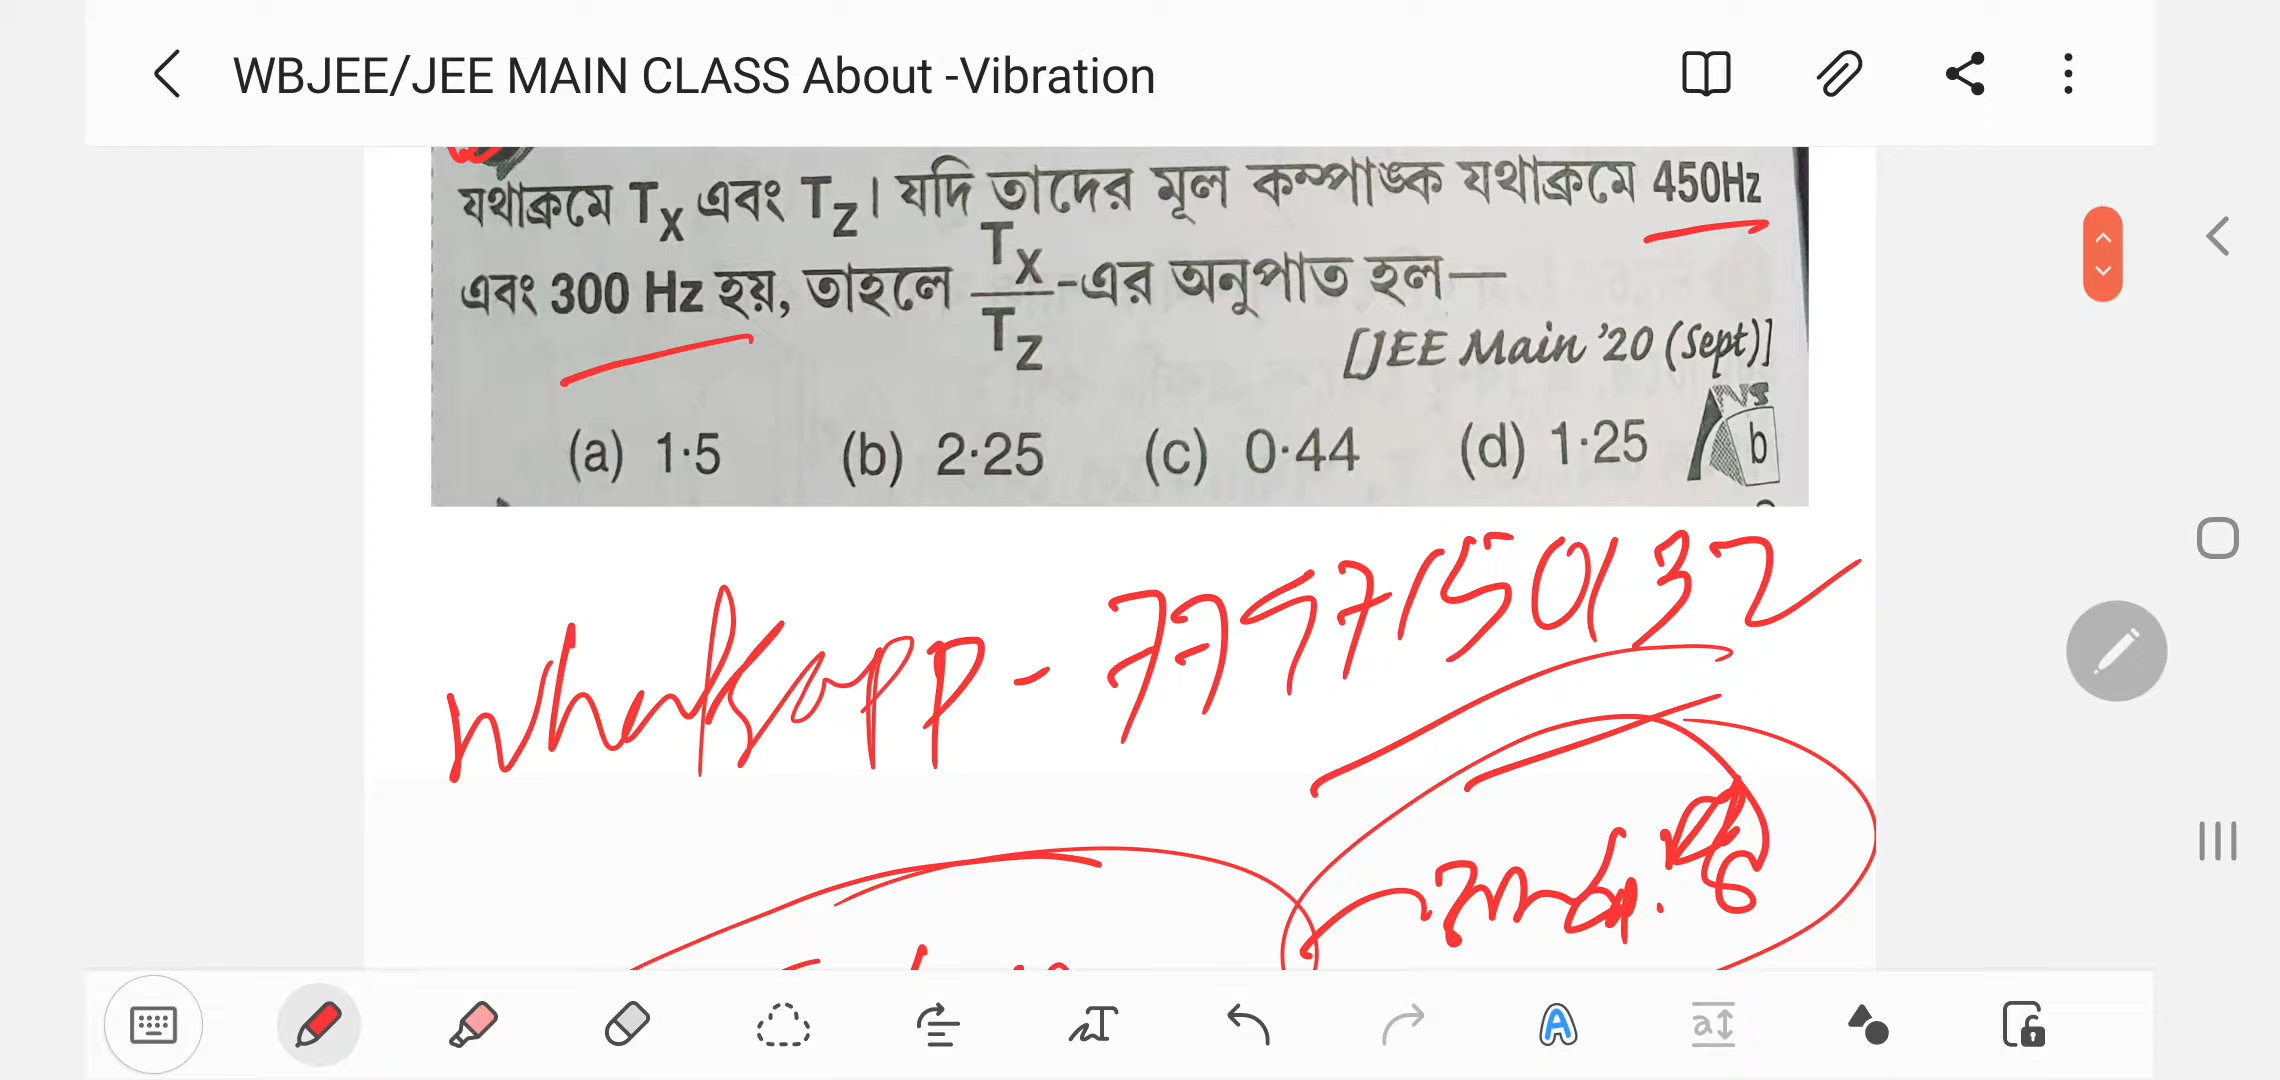 WBJEE/JEE MAIN CLASS About -Vibration
যথাক্রমে Tx এবং Tz। যদি তাদের মূল কম্পাঙ্ক যথাক্রমে 450Hz
এবং 300 Hz হয়, তাহলে Tx/Tz-এর অনুপাত হল—
[JEE Main '20 (Sept)]
(a) 1·5 (b) 2·25 (c) 0·44 (d) 1·25 Ans b
Whatsapp - 7797150132